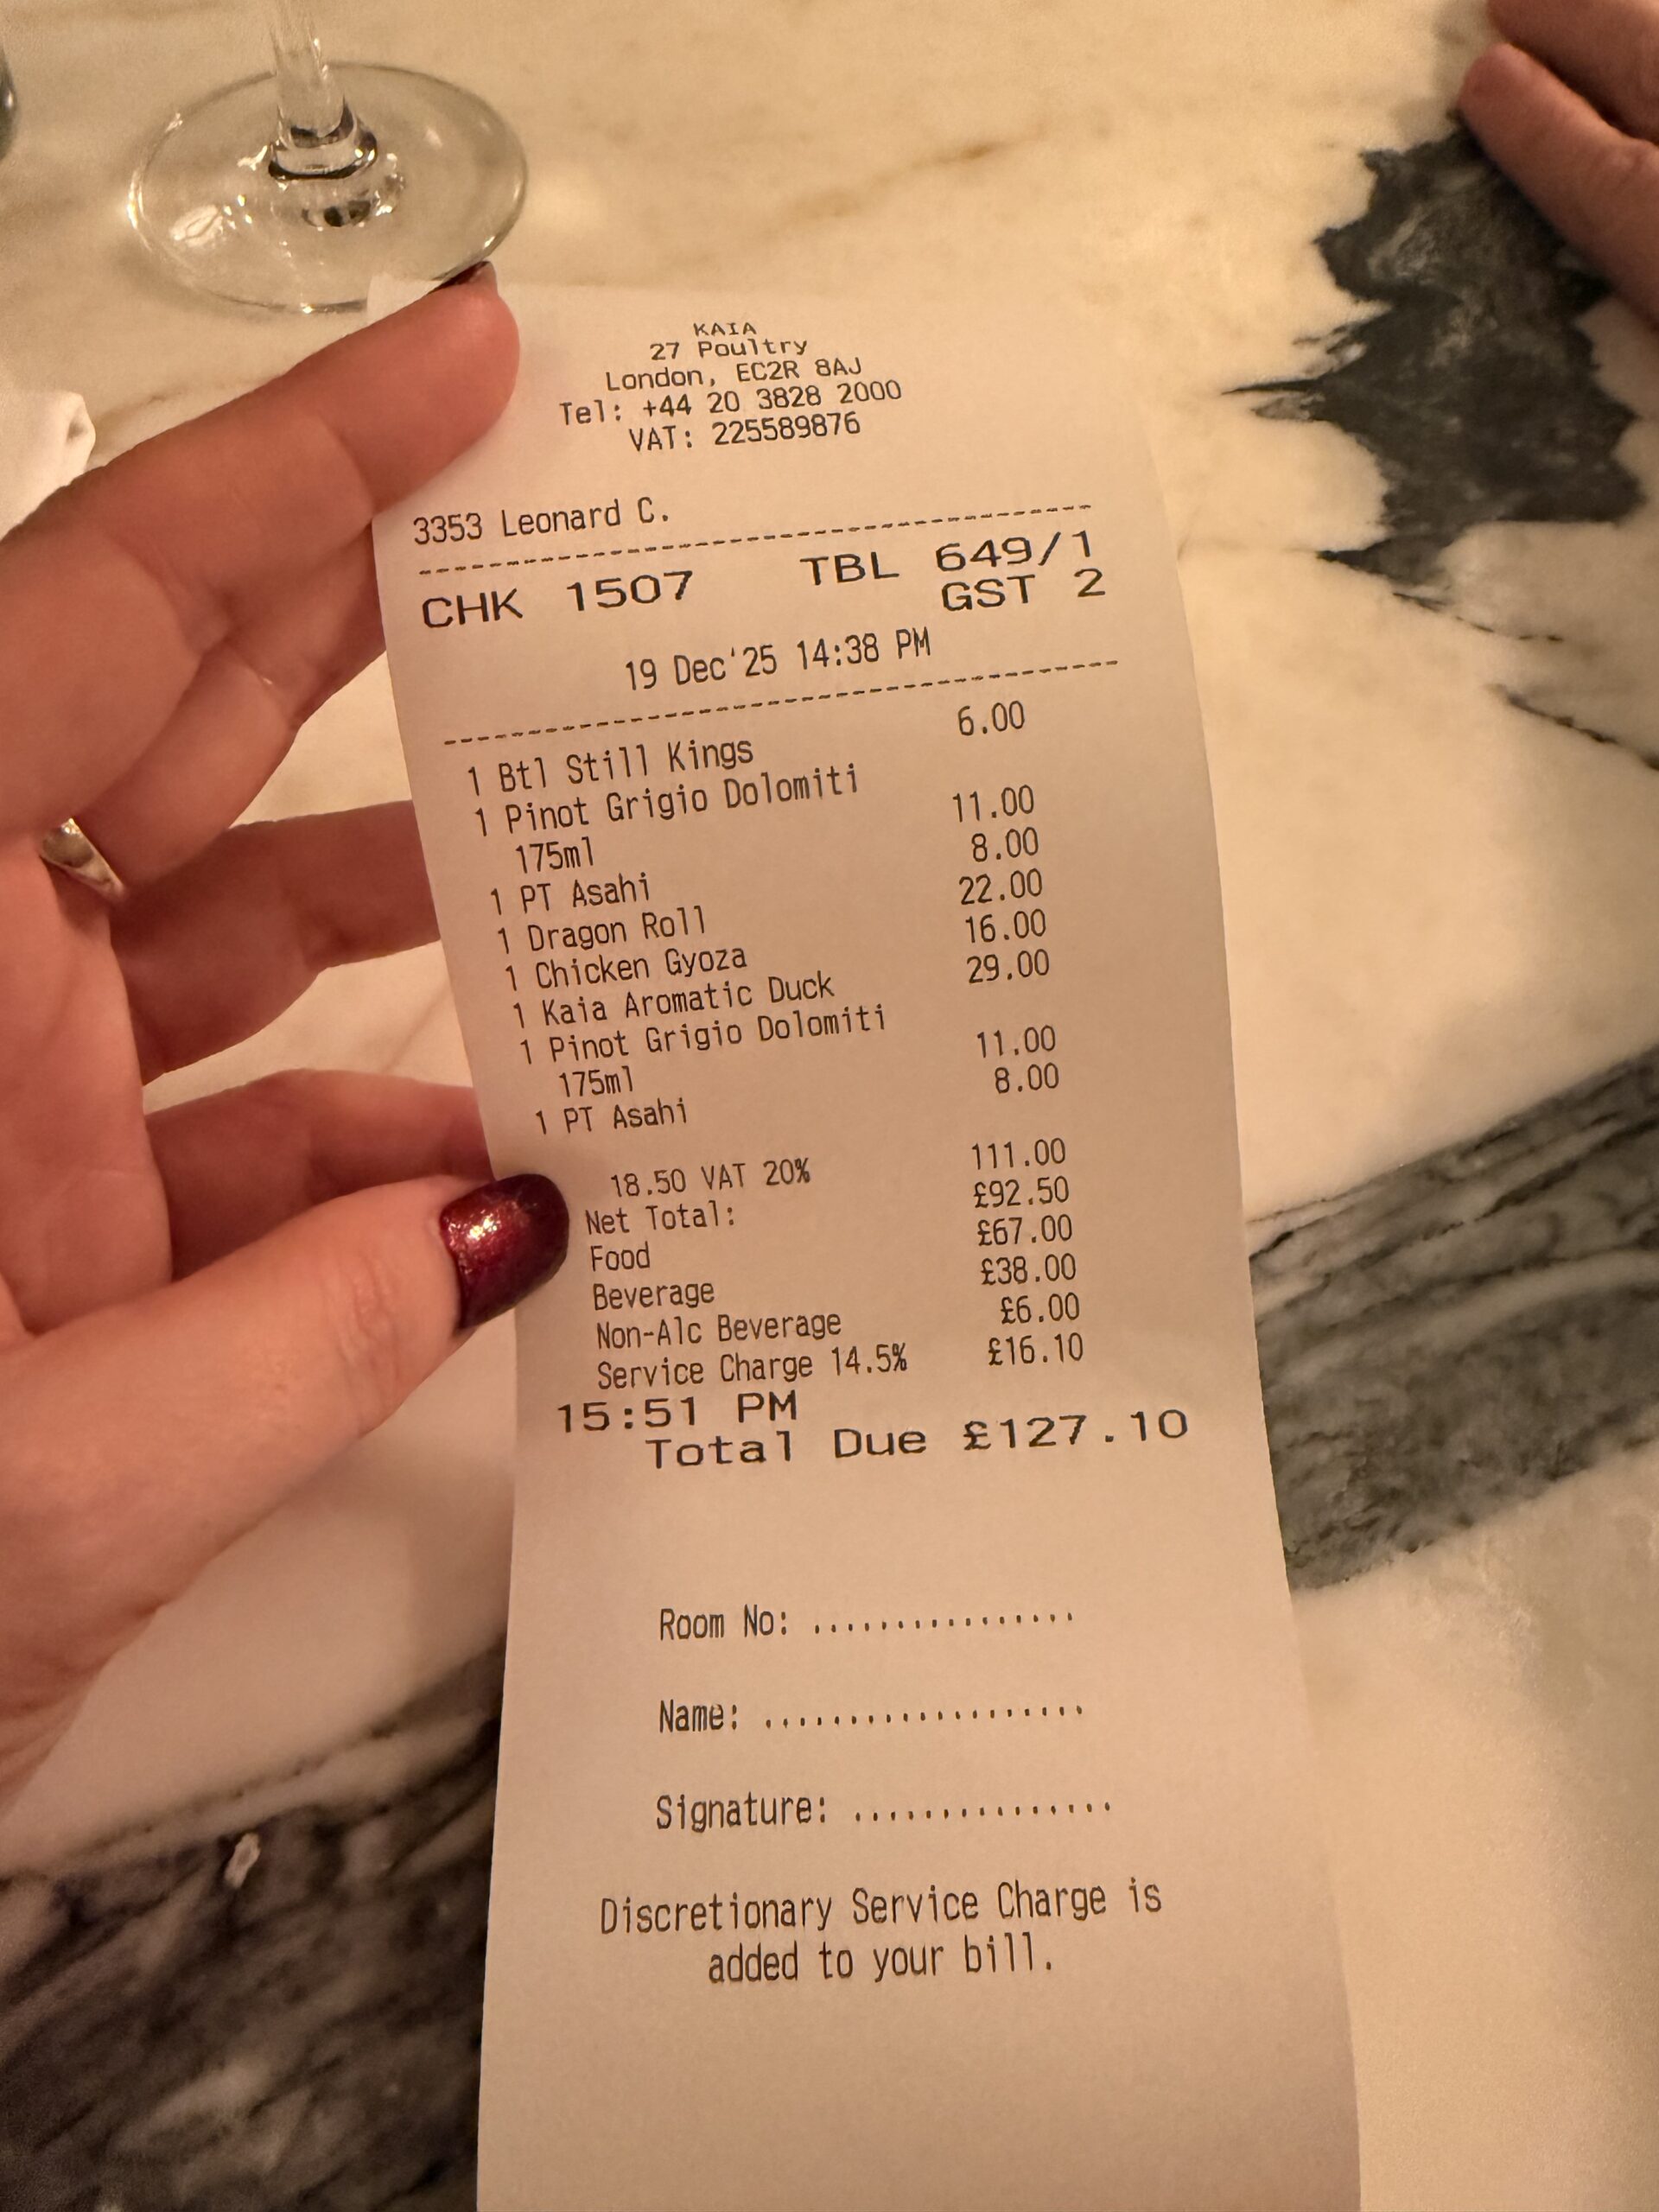 KAIA
27 Poultry
London, EC2R 8AJ
Tel: +44 20 3828 2000
VAT: 225589876
3353 Leonard C.
CHK 1507 TBL 649/1
GST 2
19 Dec'25 14:38 PM
1 Btl Still Kings 6.00
1 Pinot Grigio Dolomiti
175ml 11.00
1 PT Asahi 8.00
1 Dragon Roll 22.00
1 Chicken Gyoza 16.00
1 Kaia Aromatic Duck 29.00
1 Pinot Grigio Dolomiti
175ml 11.00
1 PT Asahi 8.00
18.50 VAT 20% 111.00
Net Total: £92.50
Food £67.00
Beverage £38.00
Non-Alc Beverage £6.00
Service Charge 14.5% £16.10
15:51 PM
Total Due £127.10
Room No: ................
Name: ...................
Signature: ...............
Discretionary Service Charge is
added to your bill.